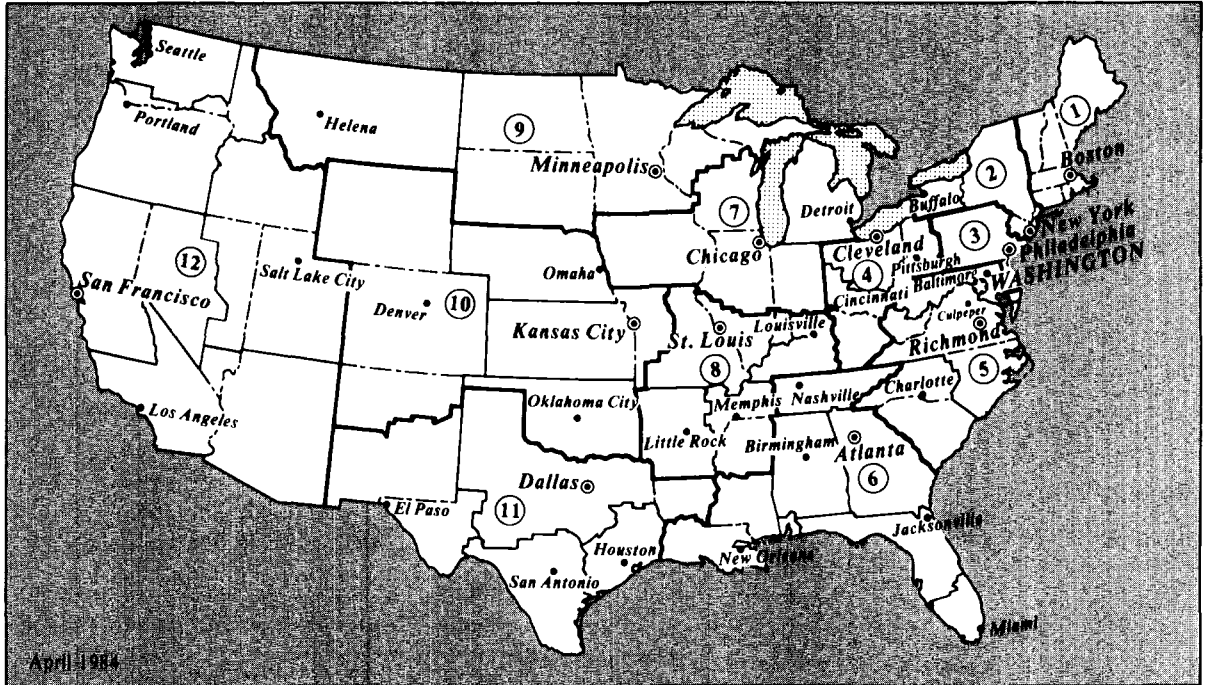 Seattle
Portland
Helena
9
Minneapolis
1
Boston
2
Buffalo
7
Detroit
3
New York
Philadelphia
WASHINGTON
Chicago
Cleveland
4
Pittsburgh
Cincinnati
Baltimore
Culpeper
Richmond
12
San Francisco
Salt Lake City
Denver
10
Omaha
Kansas City
St. Louis
Louisville
8
5
Charlotte
Los Angeles
Oklahoma City
Memphis
Nashville
Little Rock
Birmingham
Atlanta
6
Dallas
11
El Paso
Houston
San Antonio
New Orleans
Jacksonville
Miami
April 1984